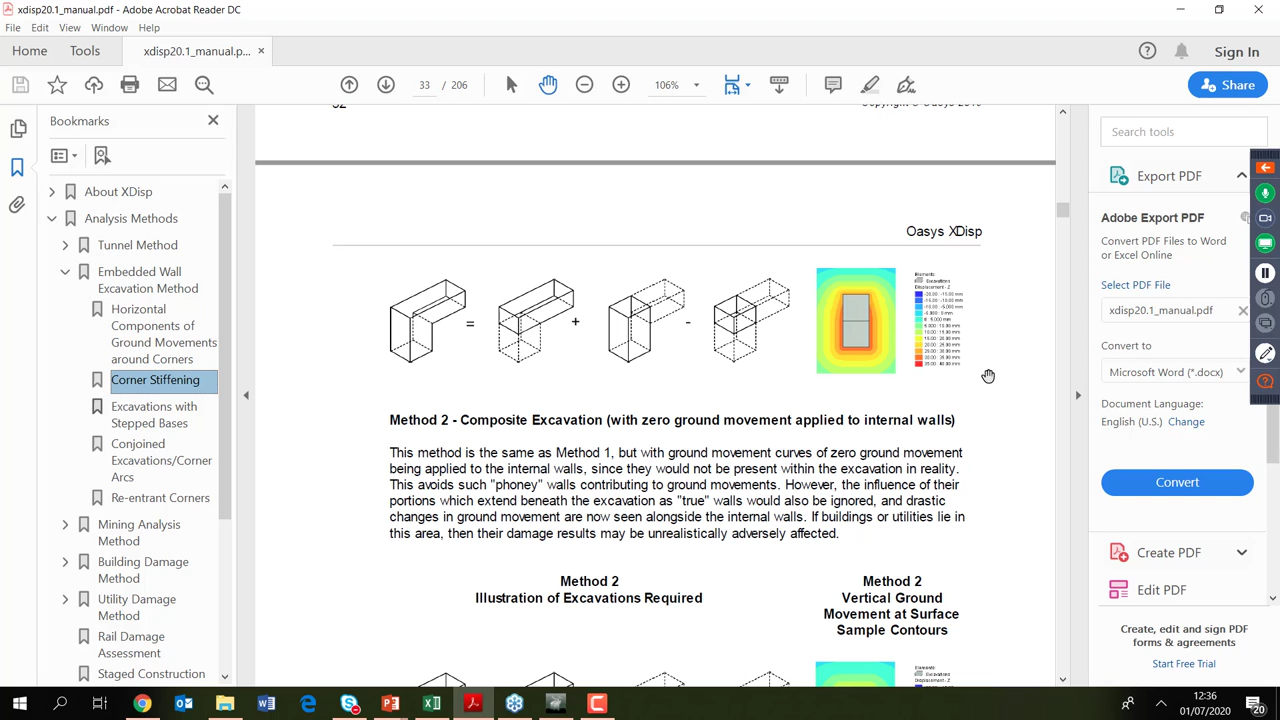 xdisp20.1_manual.pdf - Adobe Acrobat Reader DC
File Edit View Window Help
Home Tools xdisp20.1_manual.p... × Sign In
33 / 206 106% Share
Bookmarks
About XDisp
Analysis Methods
Tunnel Method
Embedded Wall
Excavation Method
Horizontal
Components of
Ground Movements
around Corners
Corner Stiffening
Excavations with
Stepped Bases
Conjoined
Excavations/Corner
Arcs
Re-entrant Corners
Mining Analysis
Method
Building Damage
Method
Utility Damage
Method
Rail Damage
Assessment
Staged Construction
Oasys XDisp
= + -
Excavations
Displacement - Z
Method 2 - Composite Excavation (with zero ground movement applied to internal walls)
This method is the same as Method 1, but with ground movement curves of zero ground movement
being applied to the internal walls, since they would not be present within the excavation in reality.
This avoids such "phoney" walls contributing to ground movements. However, the influence of their
portions which extend beneath the excavation as "true" walls would also be ignored, and drastic
changes in ground movement are now seen alongside the internal walls. If buildings or utilities lie in
this area, then their damage results may be unrealistically adversely affected.
Method 2
Illustration of Excavations Required
Method 2
Vertical Ground
Movement at Surface
Sample Contours
Search tools
Export PDF
Adobe Export PDF
Convert PDF Files to Word
or Excel Online
Select PDF File
xdisp20.1_manual.pdf
Convert to
Microsoft Word (*.docx)
Document Language:
English (U.S.) Change
Convert
Create PDF
Edit PDF
Create, edit and sign PDF
forms & agreements
Start Free Trial
12:36
01/07/2020
20